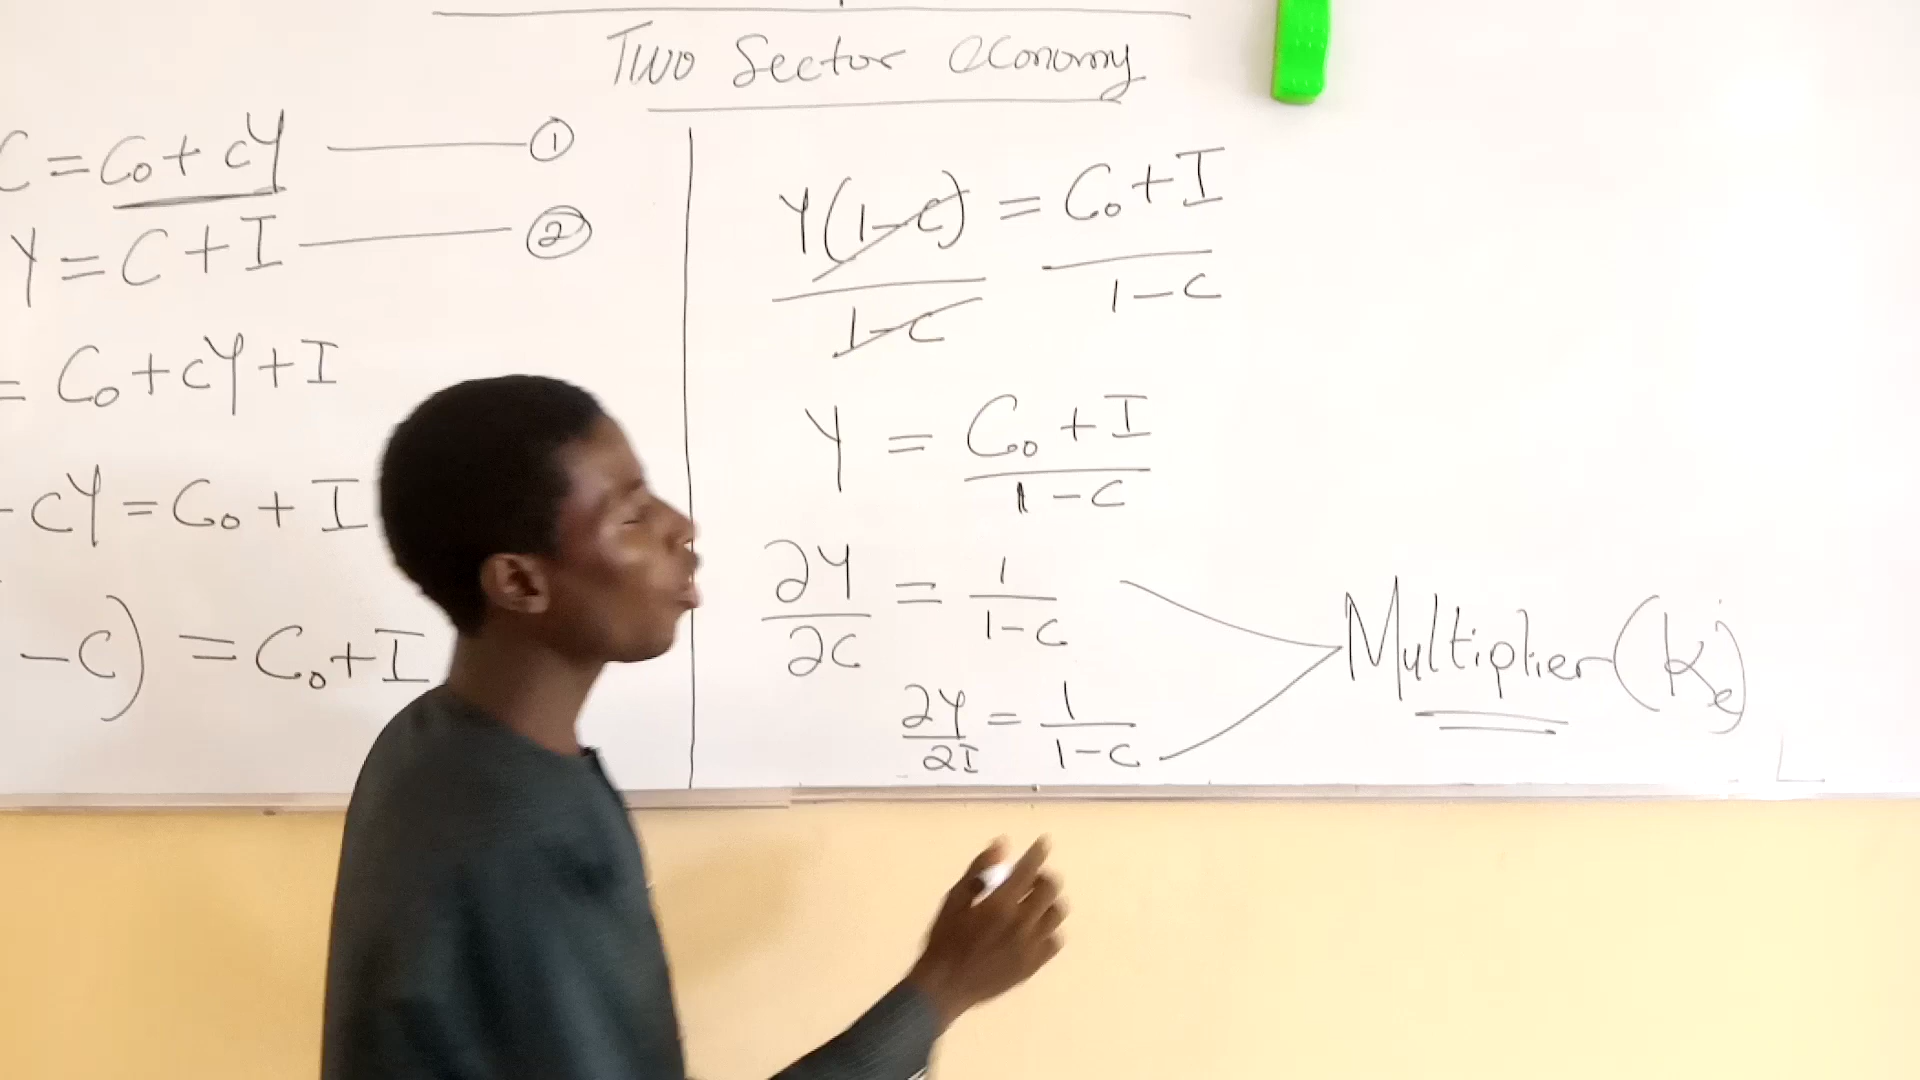 Two Sector economy
C = C₀ + cY ——— ①
Y = C + I ——— ②
= C₀ + cY + I
- cY = C₀ + I
- c) = C₀ + I
Y(1-c) = C₀ + I
1-c 1-c
Y = C₀ + I
1-c
∂Y = 1
∂C 1-c
∂Y = 1
∂I 1-c
Multiplier (Ke)